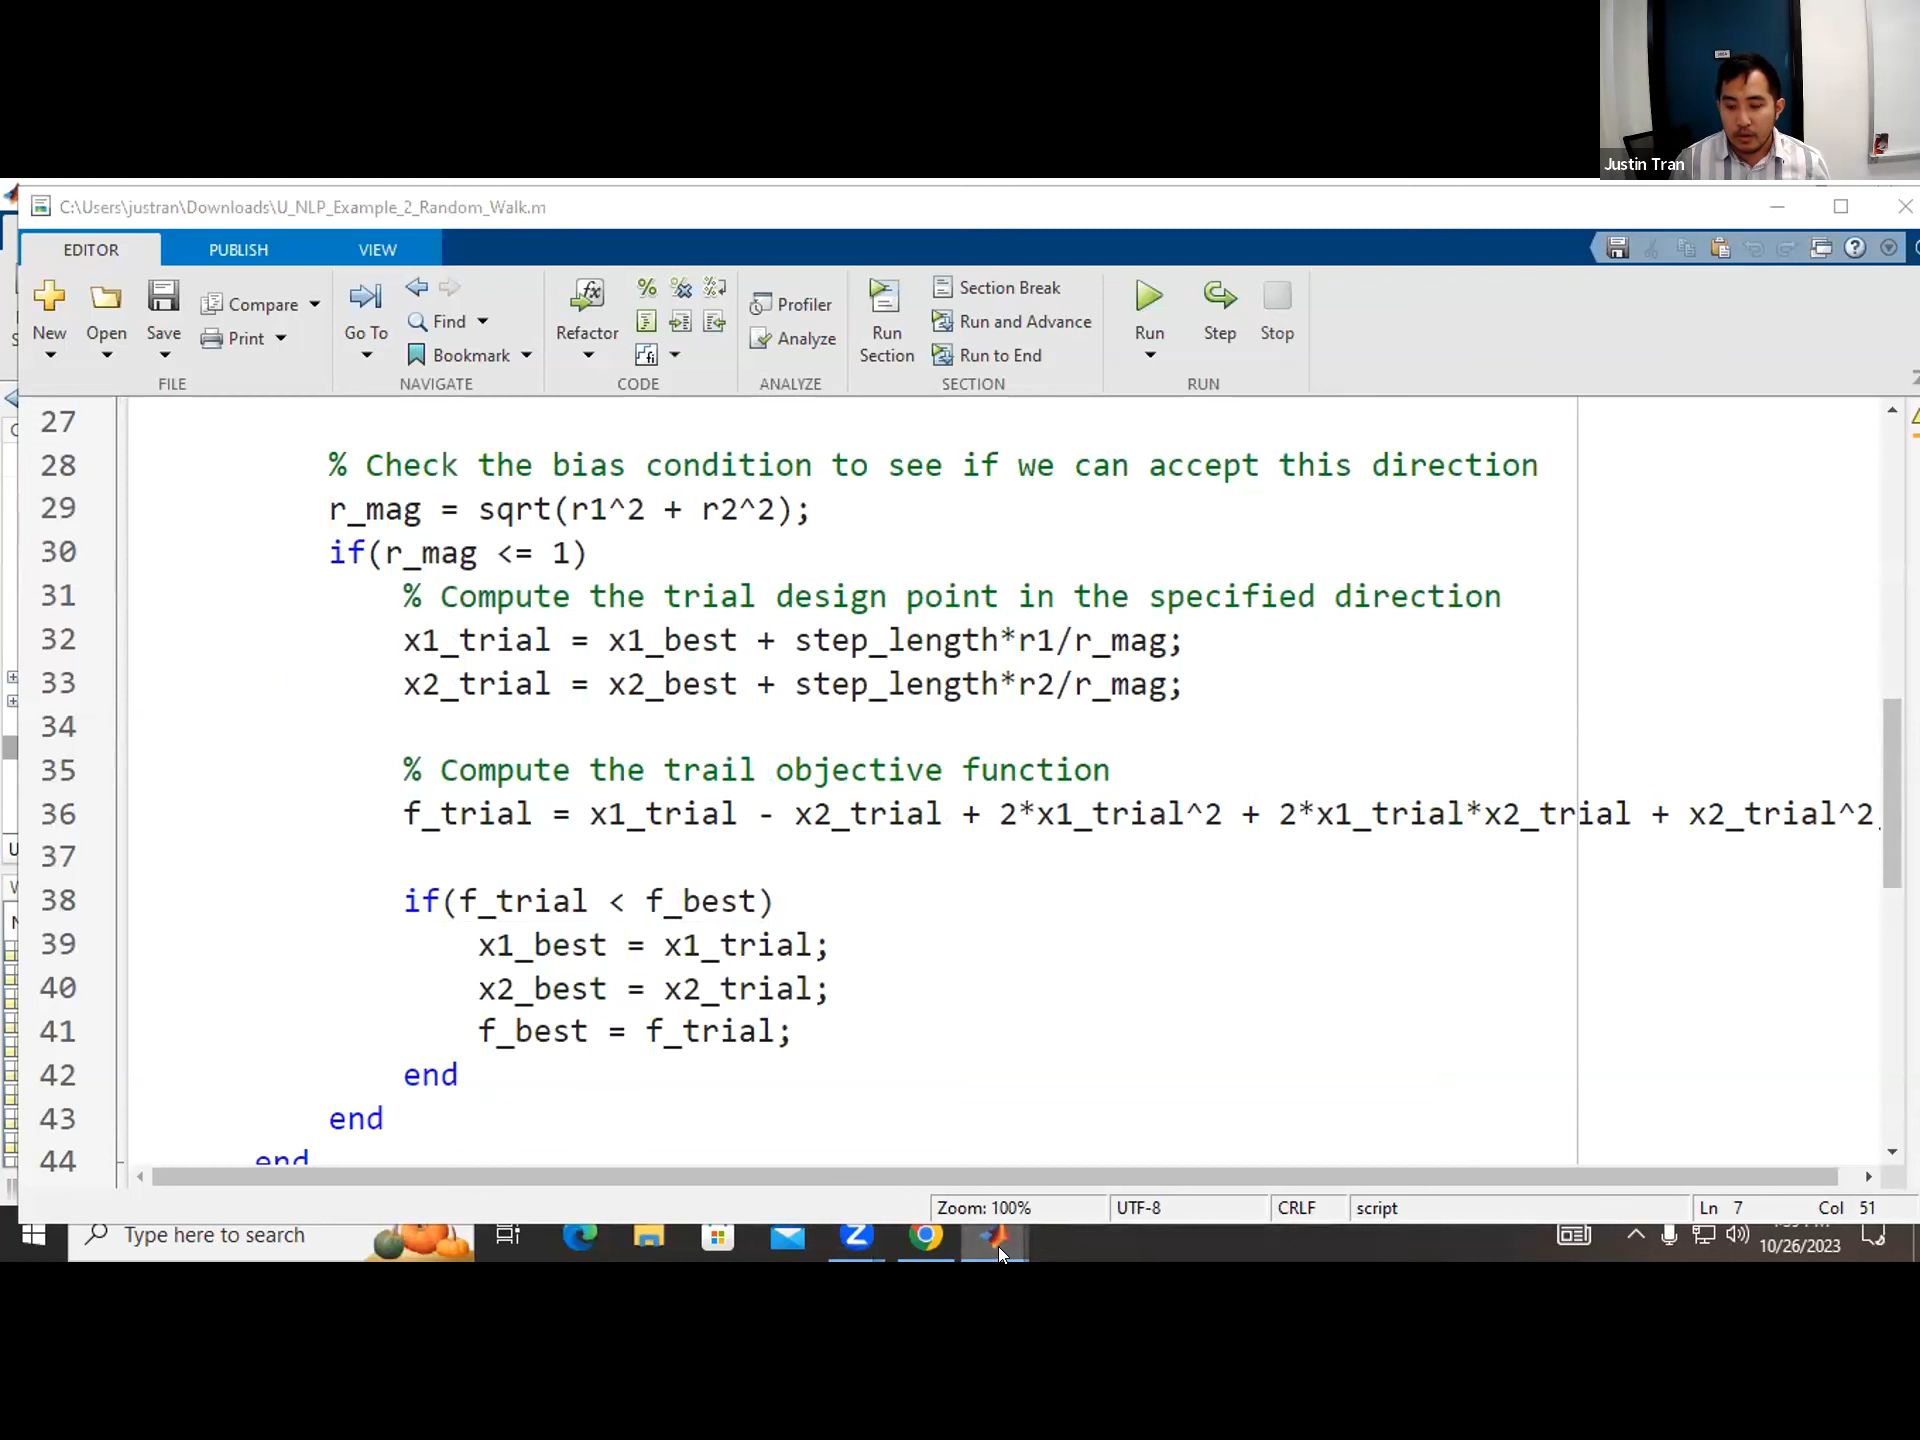 Justin Tran
C:\Users\justran\Downloads\U_NLP_Example_2_Random_Walk.m
EDITOR PUBLISH VIEW
New Open Save Compare Print
FILE
Go To Find Bookmark
NAVIGATE
Refactor
CODE
Profiler
Analyze
ANALYZE
Run Section
Section Break
Run and Advance
Run to End
SECTION
Run Step Stop
RUN
27
28 % Check the bias condition to see if we can accept this direction
29 r_mag = sqrt(r1^2 + r2^2);
30 if(r_mag <= 1)
31 % Compute the trial design point in the specified direction
32 x1_trial = x1_best + step_length*r1/r_mag;
33 x2_trial = x2_best + step_length*r2/r_mag;
34
35 % Compute the trail objective function
36 f_trial = x1_trial - x2_trial + 2*x1_trial^2 + 2*x1_trial*x2_trial + x2_trial^2
37
38 if(f_trial < f_best)
39 x1_best = x1_trial;
40 x2_best = x2_trial;
41 f_best = f_trial;
42 end
43 end
44 end
Zoom: 100% UTF-8 CRLF script Ln 7 Col 51
Type here to search
10/26/2023